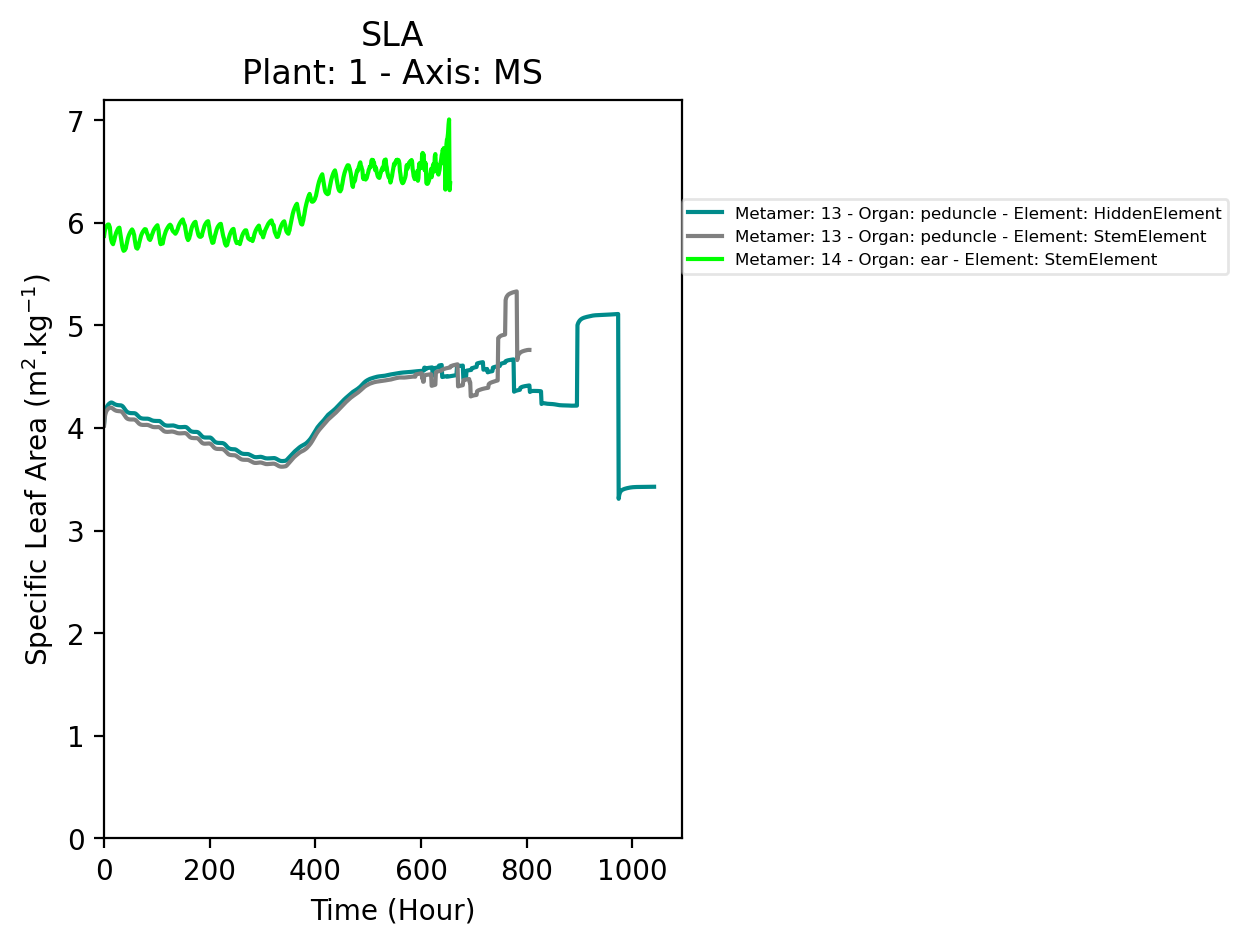 SLA
Plant: 1 - Axis: MS
7
6
5
4
3
2
1
0
Specific Leaf Area (m².kg⁻¹)
0 200 400 600 800 1000
Time (Hour)
Metamer: 13 - Organ: peduncle - Element: HiddenElement
Metamer: 13 - Organ: peduncle - Element: StemElement
Metamer: 14 - Organ: ear - Element: StemElement